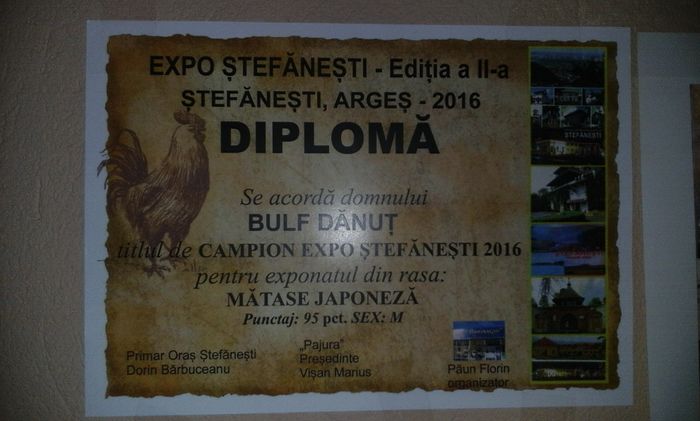 EXPO ȘTEFĂNEȘTI - Ediția a II-a
ȘTEFĂNEȘTI, ARGEȘ - 2016
DIPLOMĂ
Se acordă domnului
BULF DĂNUȚ
titlul de CAMPION EXPO ȘTEFĂNEȘTI 2016
pentru exponatul din rasa:
MĂTASE JAPONEZĂ
Punctaj: 95 pct. SEX: M
Primar Oraș Ștefănești
Dorin Bărbuceanu
„Pajura”
Președinte
Vișan Marius
Păun Florin
organizator
ȘTEFĂNEȘTI